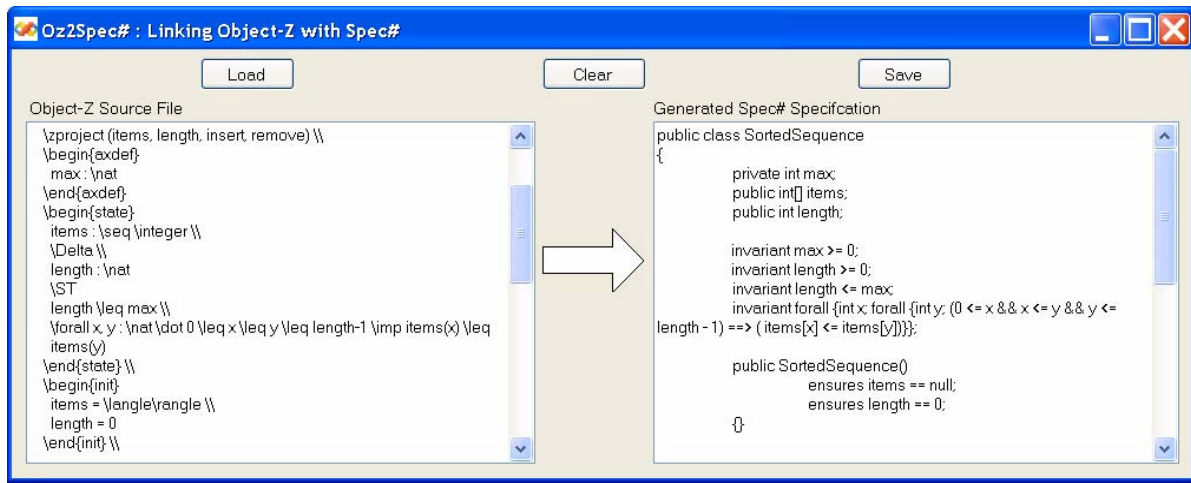 Oz2Spec# : Linking Object-Z with Spec#
Load
Clear
Save
Object-Z Source File
\zproject (items, length, insert, remove) \\
\begin{axdef}
max : \nat
\end{axdef}
\begin{state}
items : \seq \integer \\
\Delta \\
length : \nat
\ST
length \leq max \\
\forall x, y : \nat \dot 0 \leq x \leq y \leq length-1 \imp items(x) \leq
items(y)
\end{state} \\
\begin{init}
items = \langle\rangle \\
length = 0
\end{init} \\
Generated Spec# Specifcation
public class SortedSequence
{
private int max;
public int[] items;
public int length;
invariant max >= 0;
invariant length >= 0;
invariant length <= max;
invariant forall {int x; forall {int y; (0 <= x && x <= y && y <=
length - 1) ==> ( items[x] <= items[y])}};
public SortedSequence()
ensures items == null;
ensures length == 0;
{}